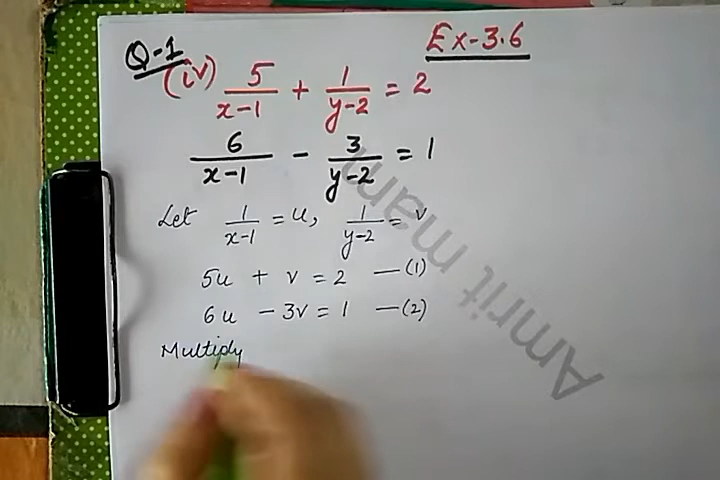 Ex-3.6
Q-1
(iv) 5/(x-1) + 1/(y-2) = 2
6/(x-1) - 3/(y-2) = 1
Let 1/(x-1) = u, 1/(y-2) = v
5u + v = 2 —(1)
6u - 3v = 1 —(2)
Multiply
Amrit mam